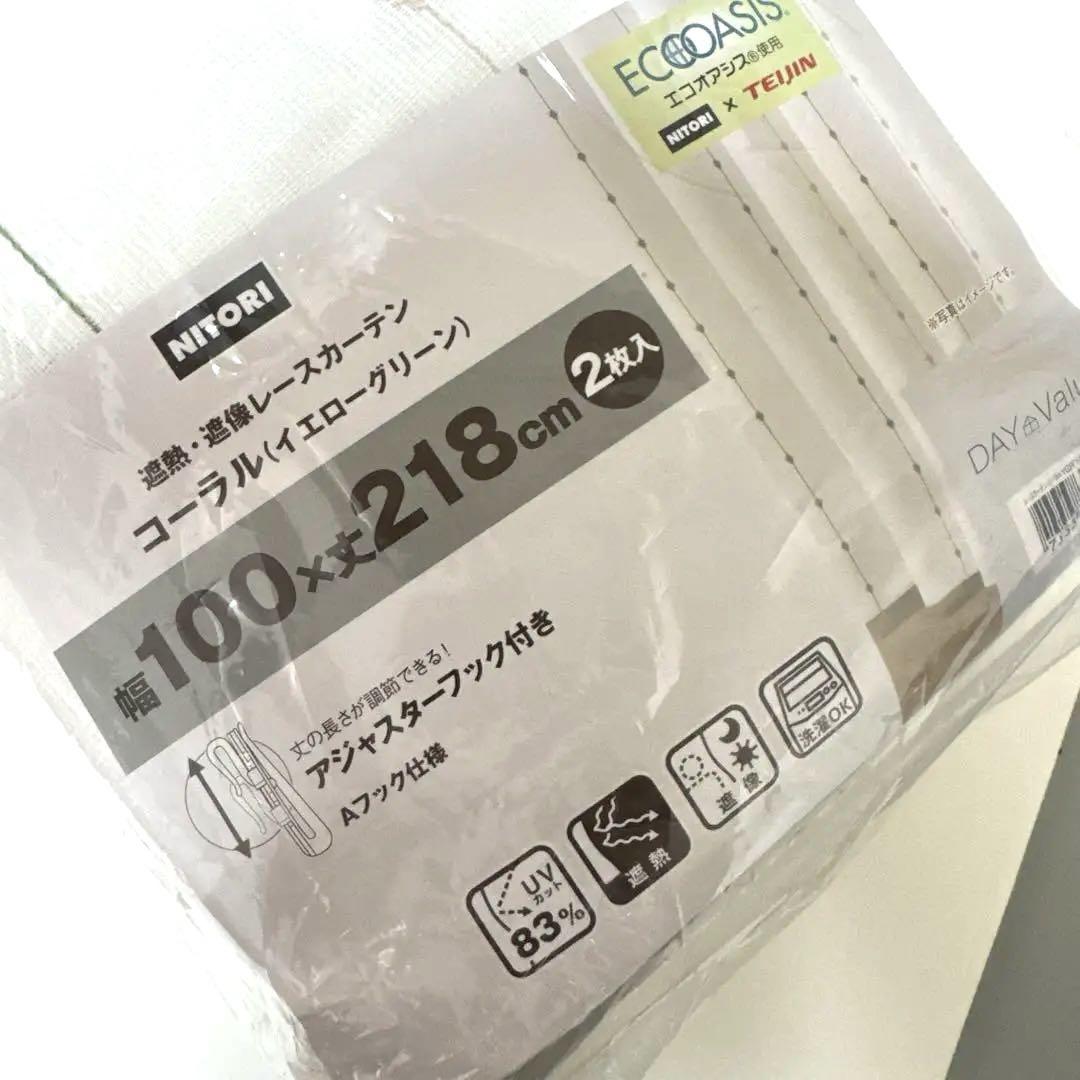 ECOOASIS®
エコオアシス®使用
NITORI × TEIJIN
※写真はイメージです。
NITORI
遮熱・遮像レースカーテン
コーラル(イエローグリーン)
幅100×丈218cm 2枚入
DAY Valu
丈の長さが調節できる!
アジャスターフック付き
Aフック仕様
UV
カット
83%
遮熱
遮像
洗濯OK